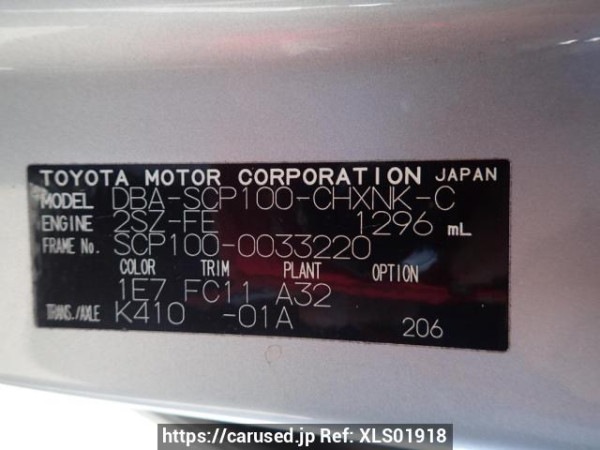 TOYOTA MOTOR CORPORATION JAPAN
MODEL DBA-SCP100-CHXNK-C
ENGINE 2SZ-FE 1296 mL
FRAME No. SCP100-0033220
COLOR TRIM PLANT OPTION
1E7 FC11 A32
TRANS./AXLE K410 -01A 206
https://carused.jp Ref: XLS01918